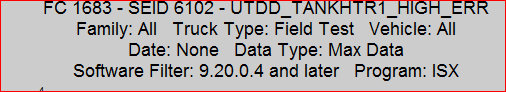 FC 1683 - SEID 6102 - UTDD_TANKHTR1_HIGH_ERR
Family: All   Truck Type: Field Test   Vehicle: All
Date: None   Data Type: Max Data
Software Filter: 9.20.0.4 and later   Program: ISX